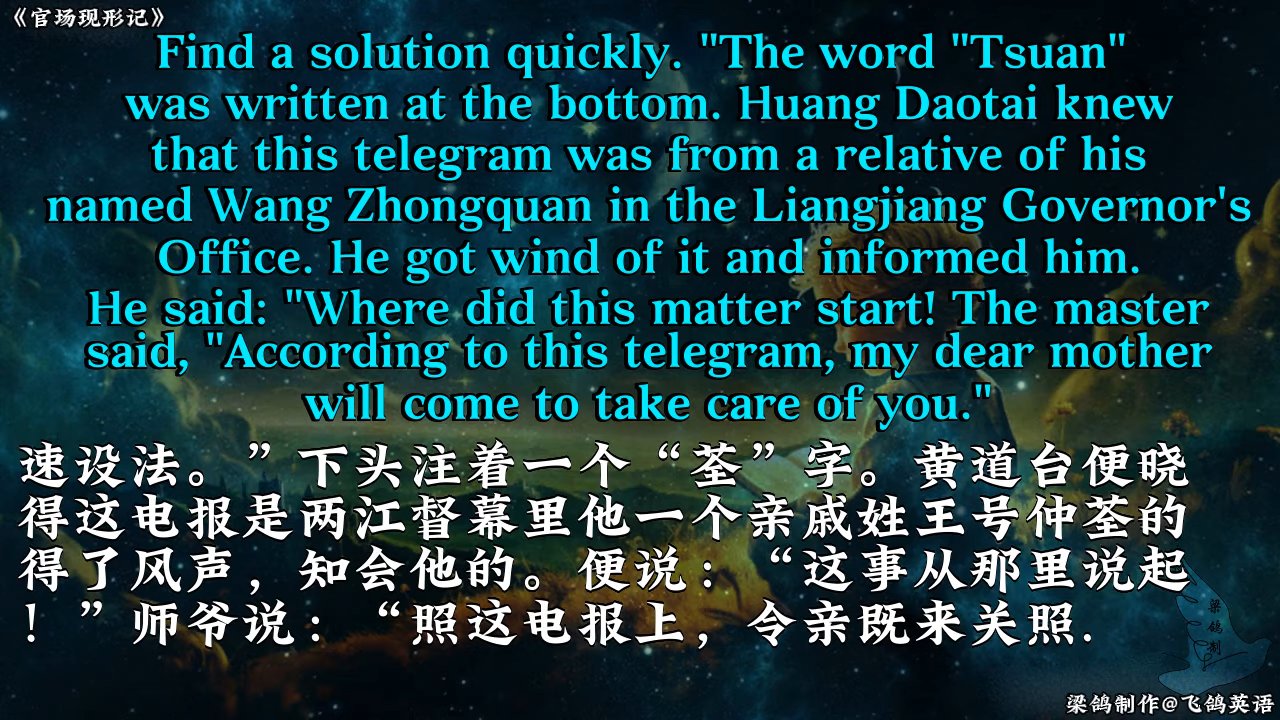 《官场现形记》
Find a solution quickly. "The word "Tsuan"
was written at the bottom. Huang Daotai knew
that this telegram was from a relative of his
named Wang Zhongquan in the Liangjiang Governor's
Office. He got wind of it and informed him.
He said: "Where did this matter start! The master
said, "According to this telegram, my dear mother
will come to take care of you."
速设法。”下头注着一个“荃”字。黄道台便晓
得这电报是两江督幕里他一个亲戚姓王号仲荃的
得了风声，知会他的。便说：“这事从那里说起
！”师爷说：“照这电报上，令亲既来关照.
梁鸽制
梁鸽制作@飞鸽英语